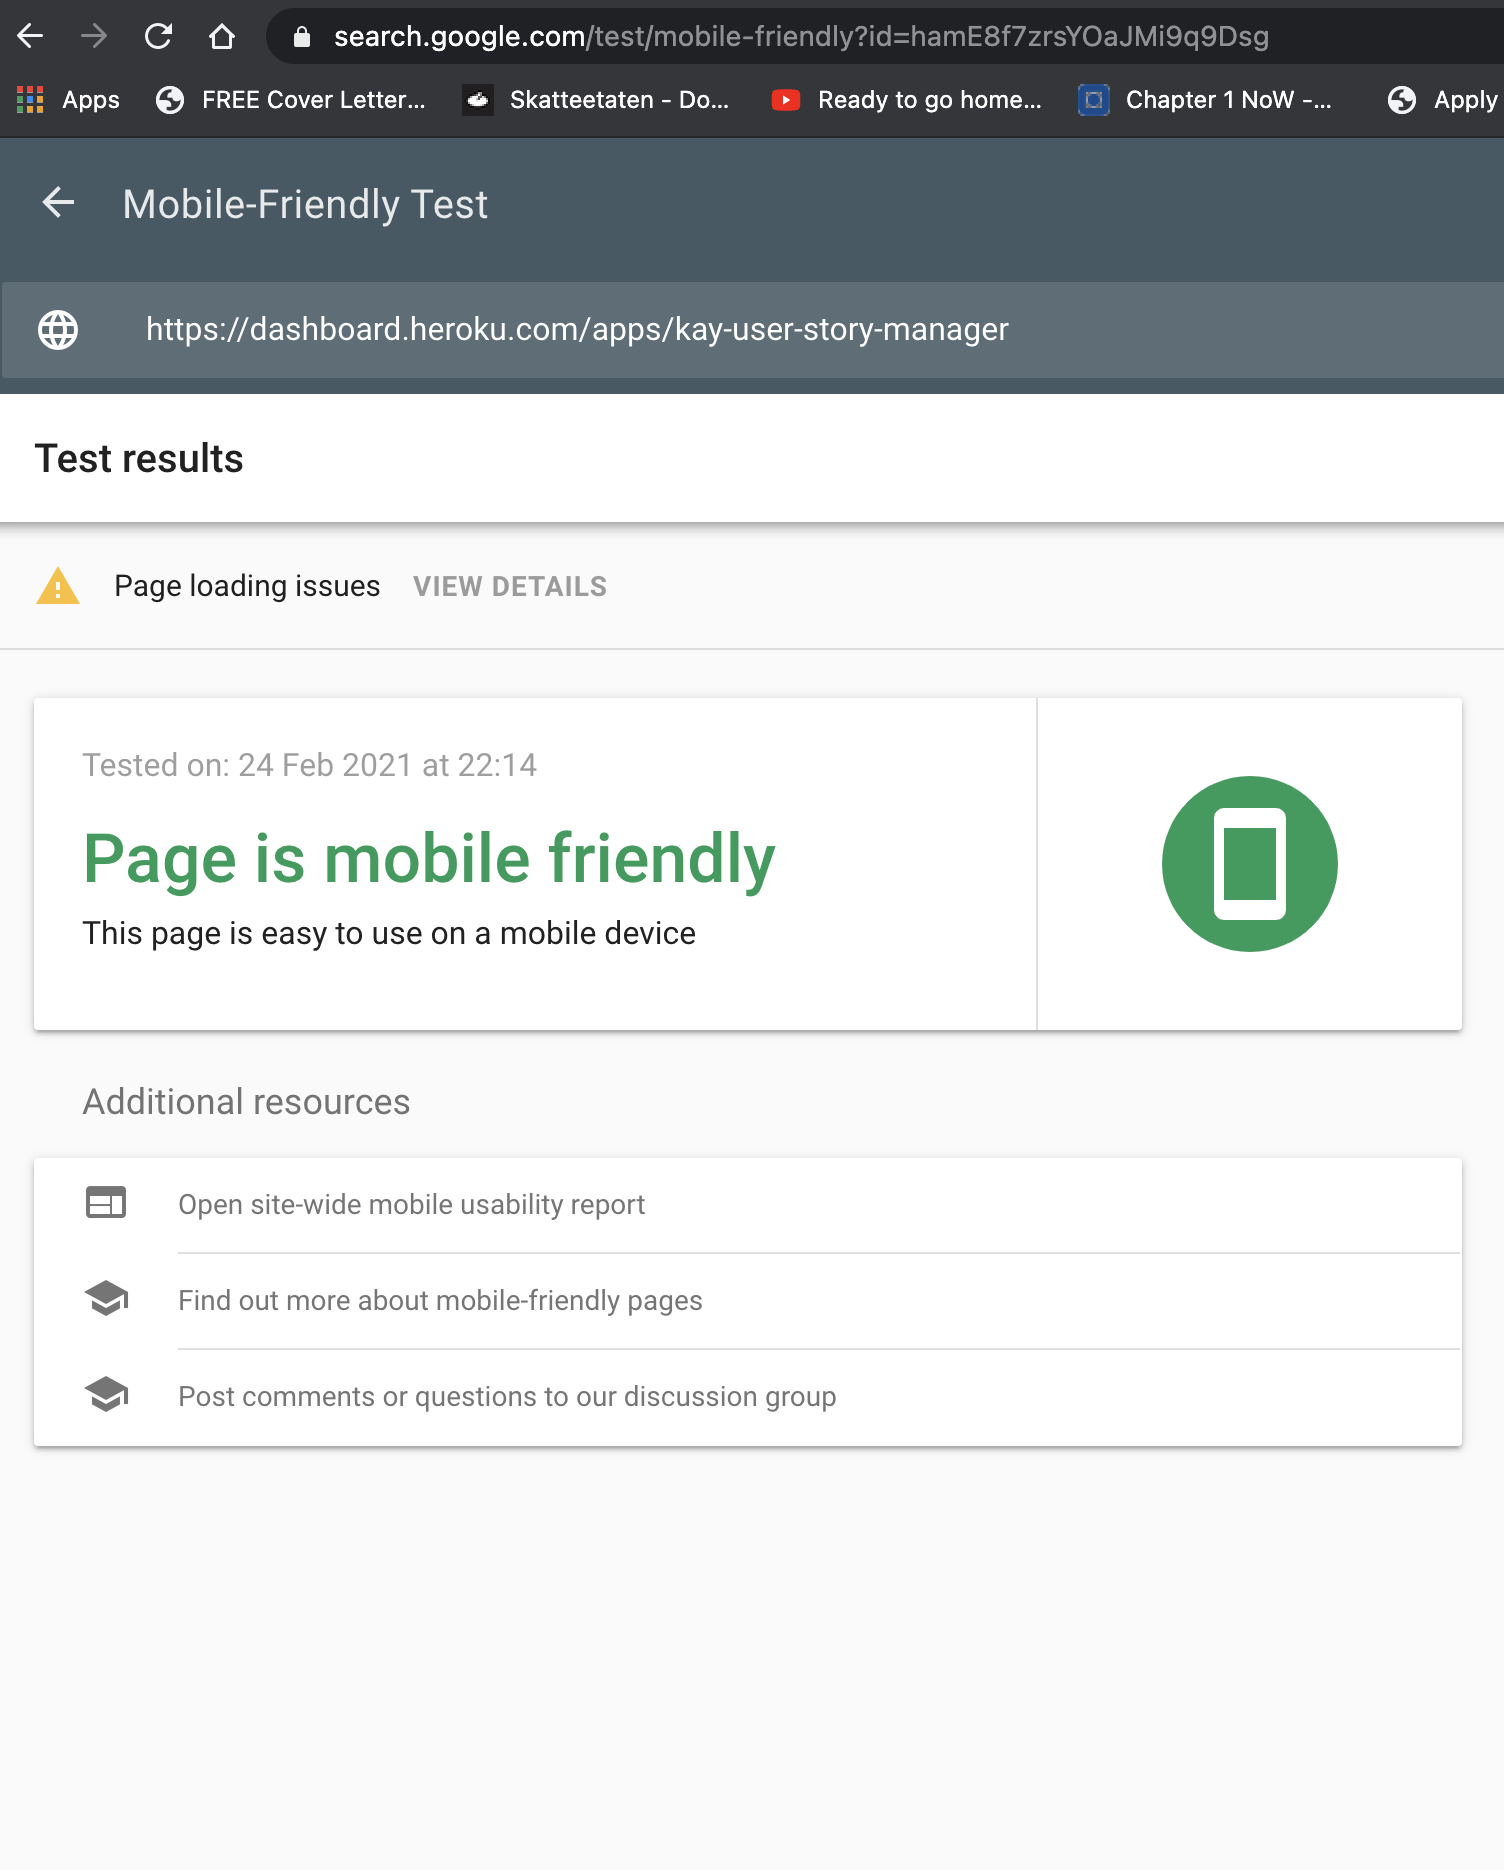 search.google.com/test/mobile-friendly?id=hamE8f7zrsYOaJMi9q9Dsg
Apps FREE Cover Letter... Skatteetaten - Do... Ready to go home... Chapter 1 NoW -... Apply
Mobile-Friendly Test
https://dashboard.heroku.com/apps/kay-user-story-manager
Test results
Page loading issues VIEW DETAILS
Tested on: 24 Feb 2021 at 22:14
Page is mobile friendly
This page is easy to use on a mobile device
Additional resources
Open site-wide mobile usability report
Find out more about mobile-friendly pages
Post comments or questions to our discussion group